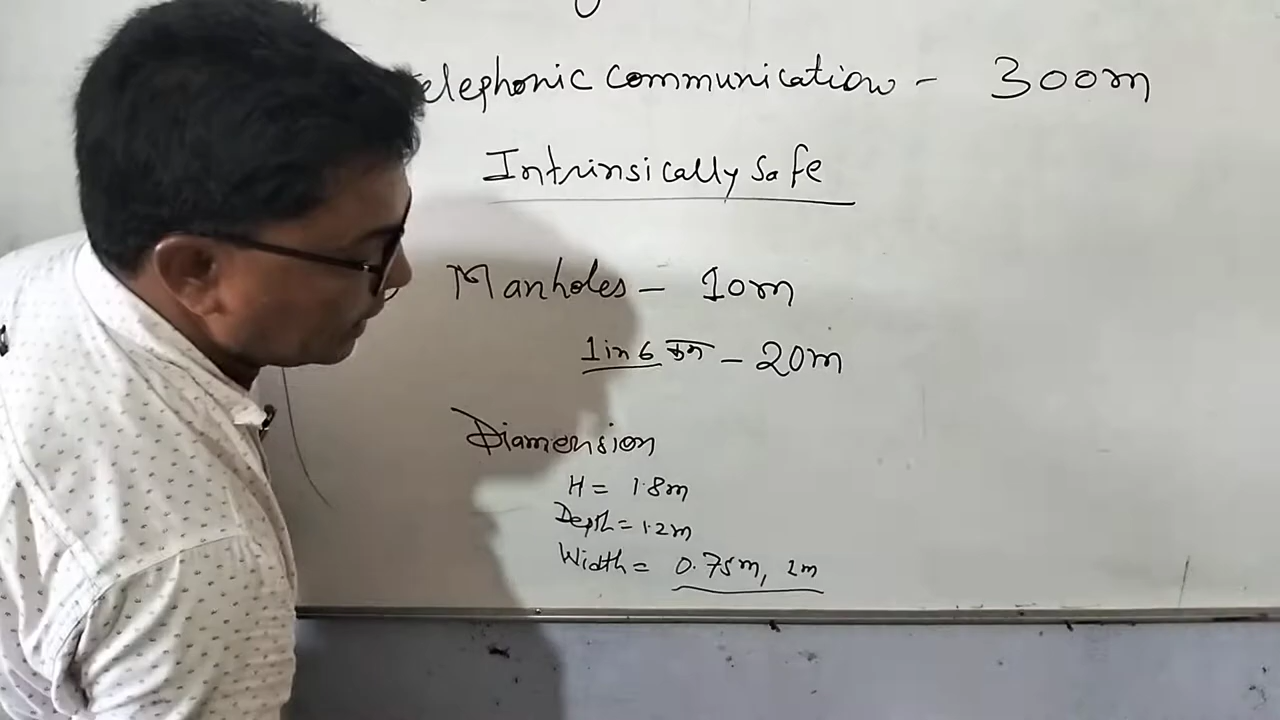 elephonic communication - 300m
Intrinsically safe
Manholes - 10m
1 in 6 कम - 20m
Diamension
H = 1.8m
Depth = 1.2m
Width = 0.75m, 2m